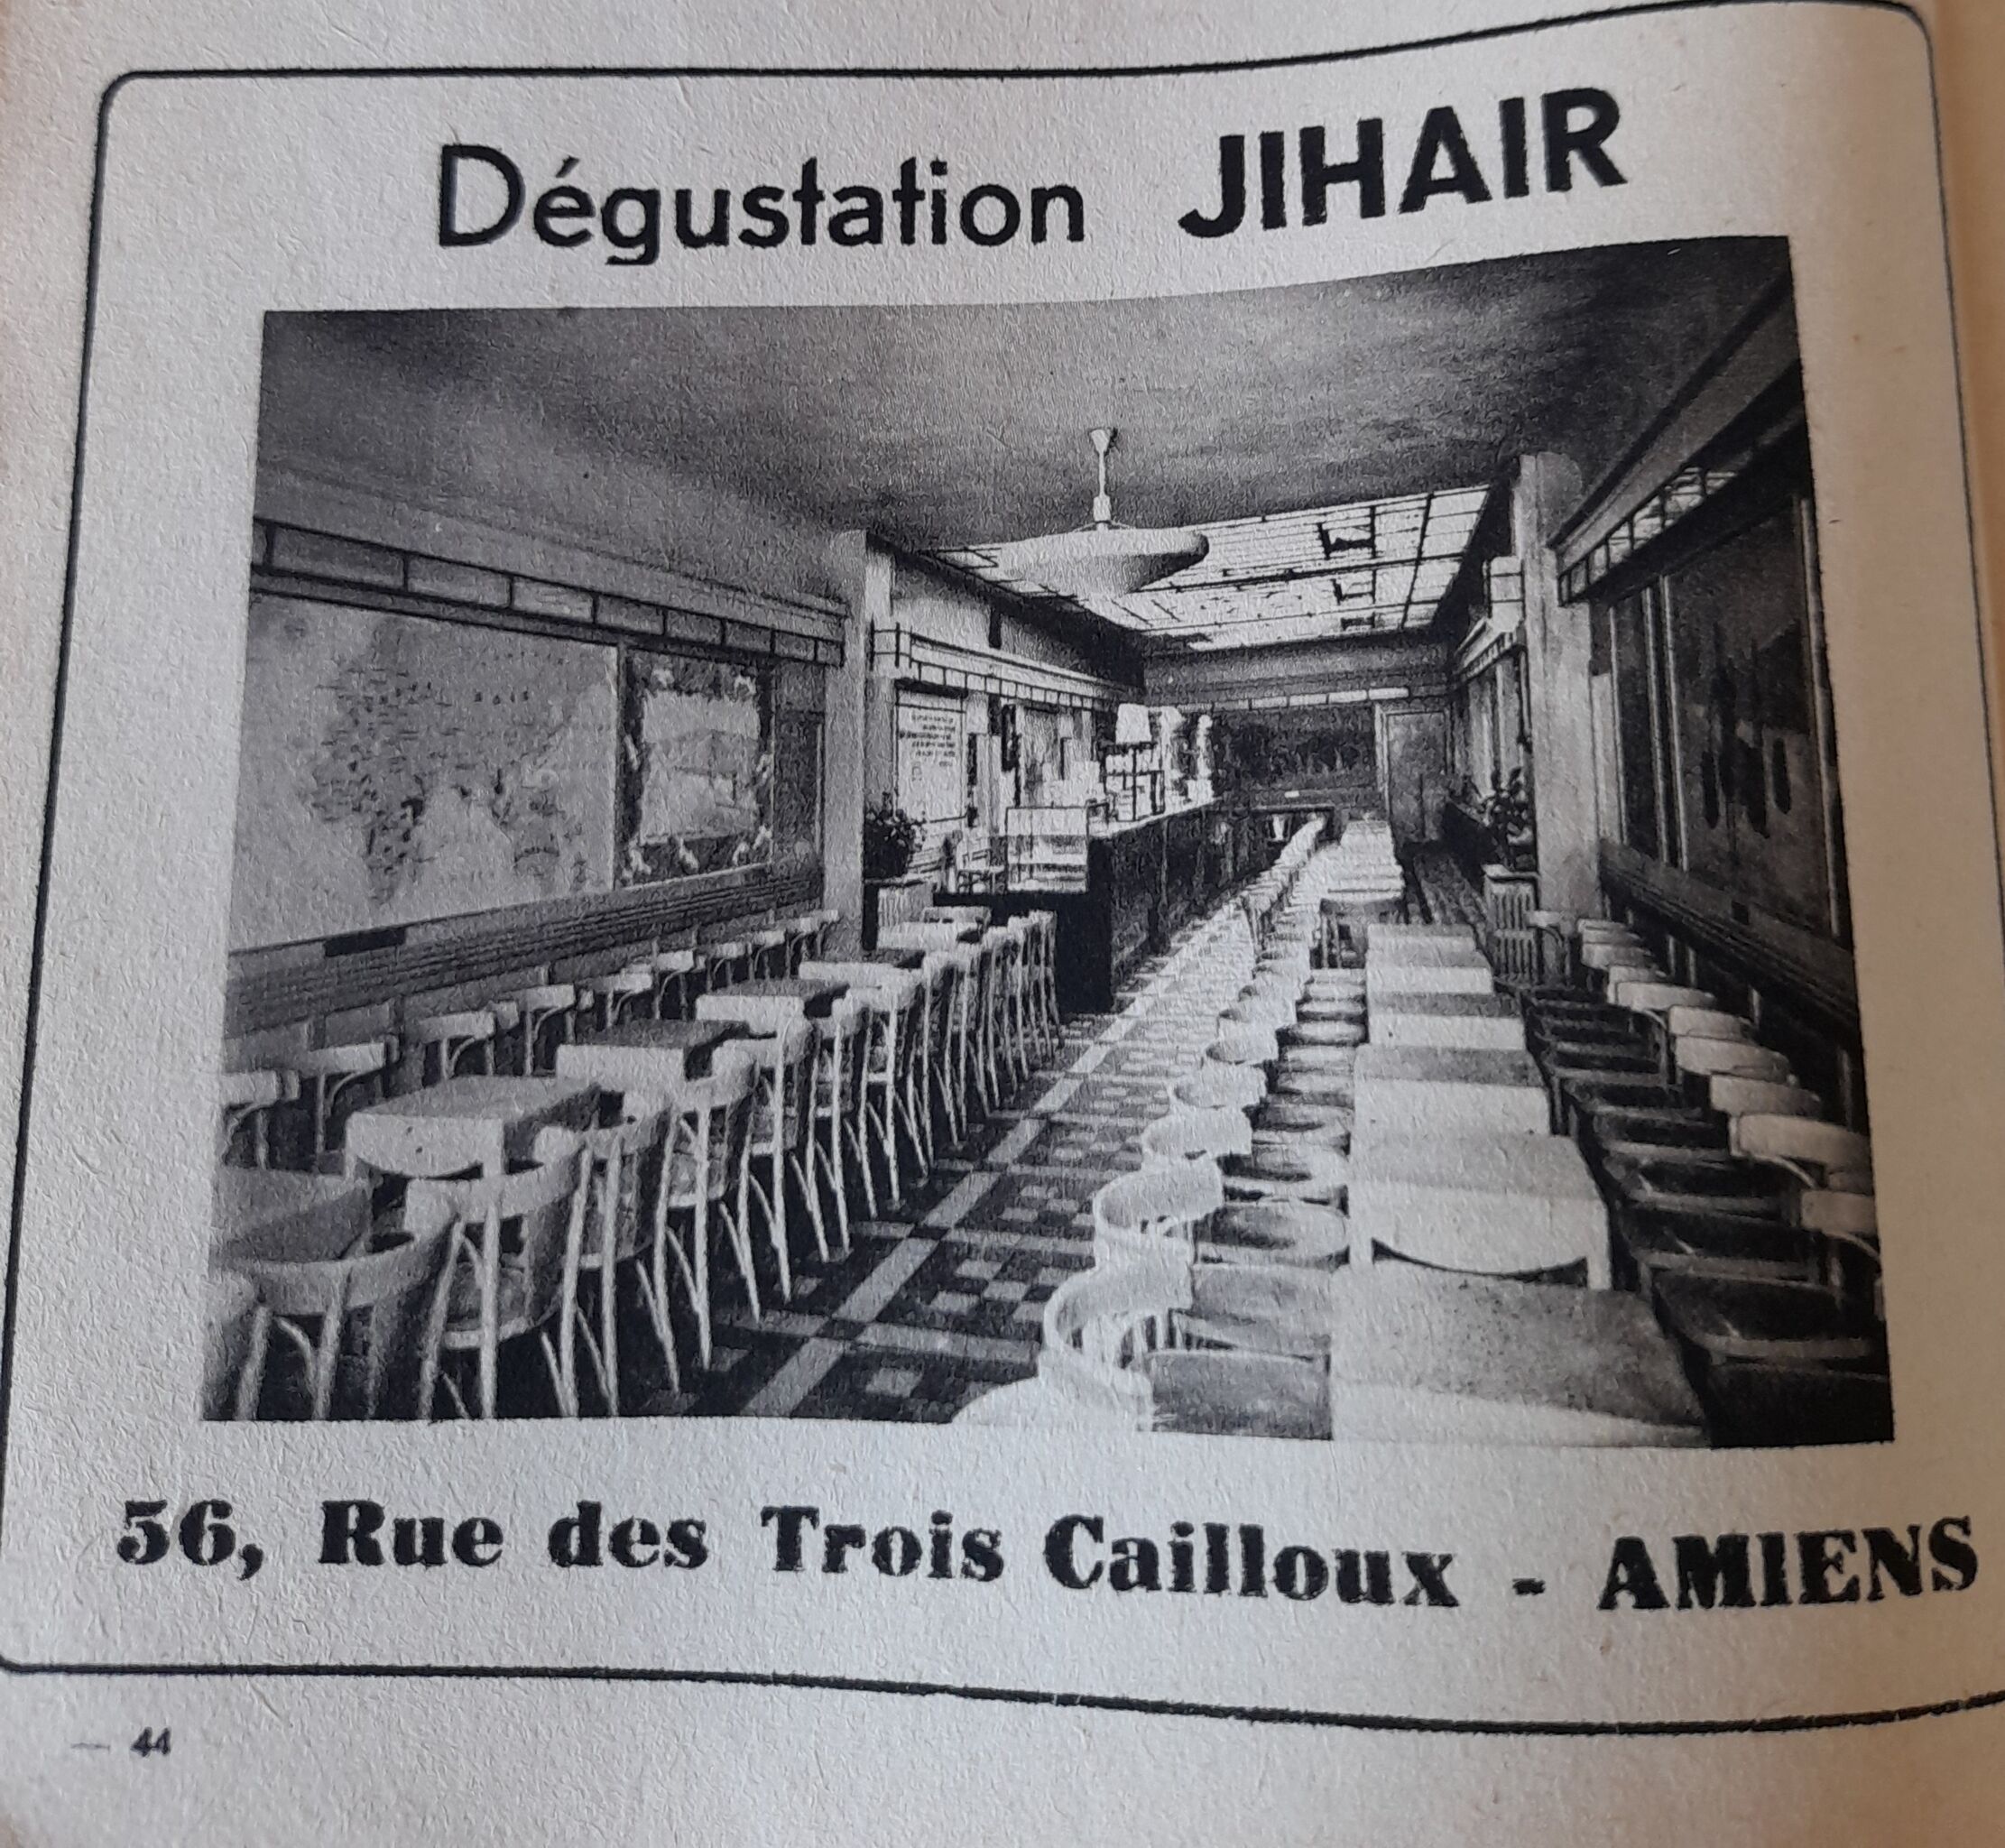 Dégustation JIHAIR
56, Rue des Trois Cailloux - AMIENS
— 44